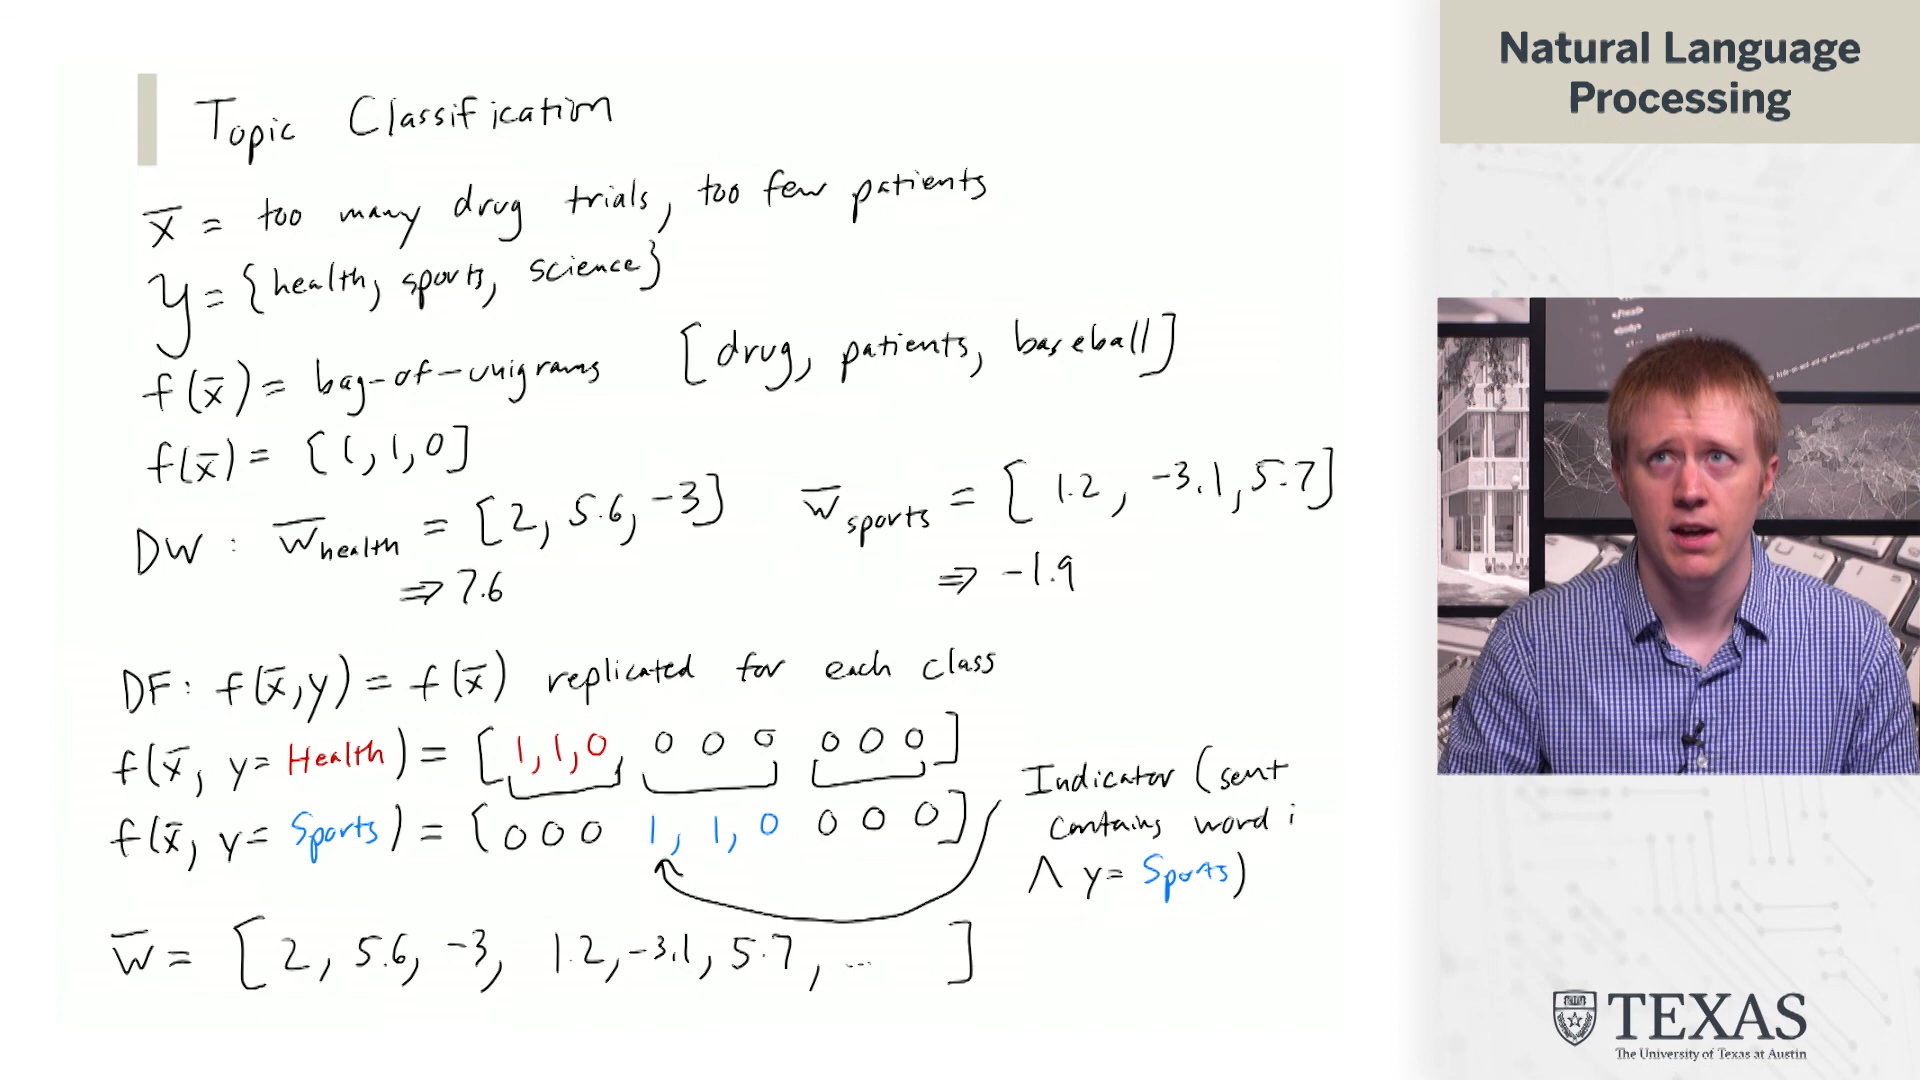 Natural Language
Processing
Topic Classification
x̄ = too many drug trials, too few patients
y = {health, sports, science}
f(x̄) = bag-of-unigrams [drug, patients, baseball]
f(x̄) = [1, 1, 0]
DW: w̄health = [2, 5.6, -3] w̄sports = [1.2, -3.1, 5.7]
⇒ 7.6 ⇒ -1.9
DF: f(x̄, y) = f(x̄) replicated for each class
f(x̄, y= Health) = [1, 1, 0, 0 0 0 0 0 0]
f(x̄, y= Sports) = [0 0 0 1, 1, 0 0 0 0]
Indicator (sent
contains word i
∧ y= Sports)
w̄ = [2, 5.6, -3, 1.2, -3.1, 5.7, ... ]
TEXAS
The University of Texas at Austin